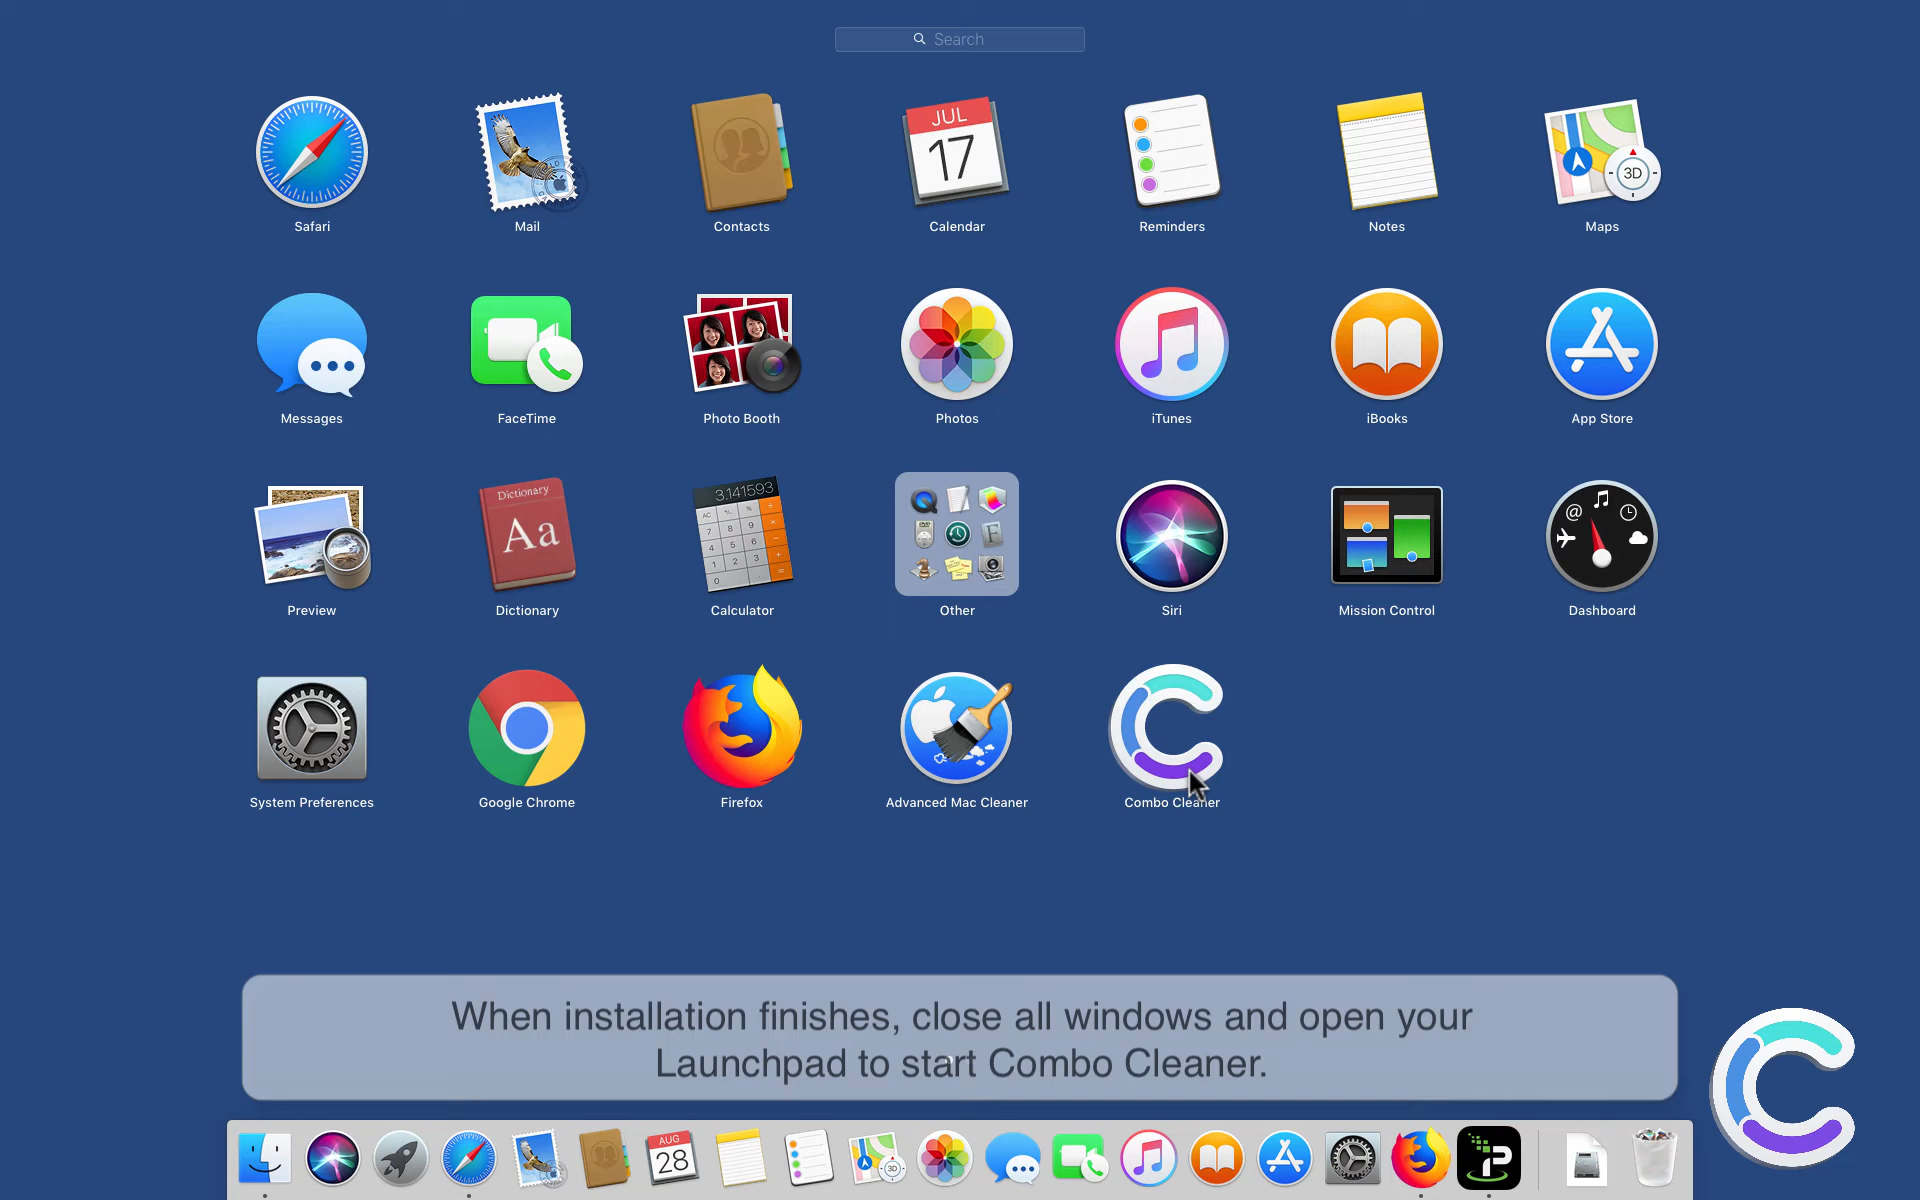 Search
JUL
17
3D
Safari
Mail
Contacts
Calendar
Reminders
Notes
Maps
Messages
FaceTime
Photo Booth
Photos
iTunes
iBooks
App Store
Dictionary
Aa
3.141593
Preview
Dictionary
Calculator
Other
Siri
Mission Control
Dashboard
System Preferences
Google Chrome
Firefox
Advanced Mac Cleaner
Combo Cleaner
When installation finishes, close all windows and open your
Launchpad to start Combo Cleaner.
AUG
28
3D